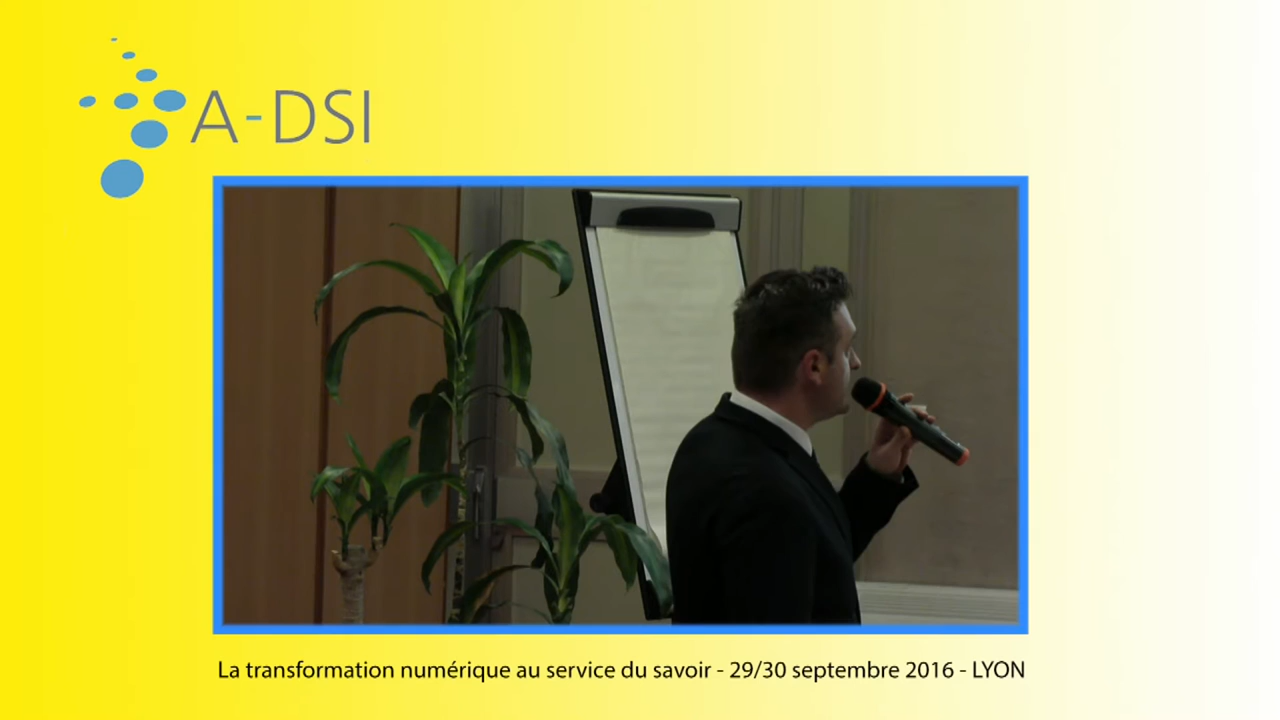 A-DSI
La transformation numérique au service du savoir - 29/30 septembre 2016 - LYON